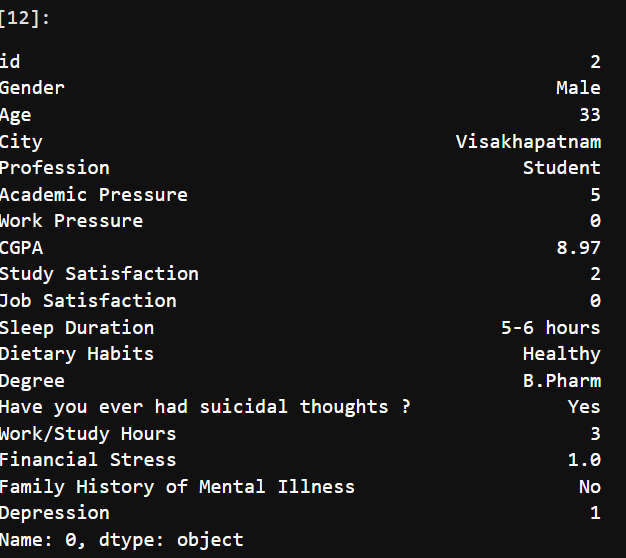 [12]:
id 2
Gender Male
Age 33
City Visakhapatnam
Profession Student
Academic Pressure 5
Work Pressure 0
CGPA 8.97
Study Satisfaction 2
Job Satisfaction 0
Sleep Duration 5-6 hours
Dietary Habits Healthy
Degree B.Pharm
Have you ever had suicidal thoughts ? Yes
Work/Study Hours 3
Financial Stress 1.0
Family History of Mental Illness No
Depression 1
Name: 0, dtype: object